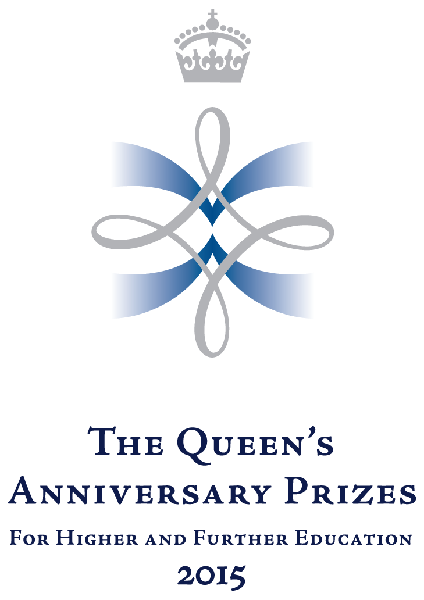 The Queen's
Anniversary Prizes
For Higher and Further Education
2015